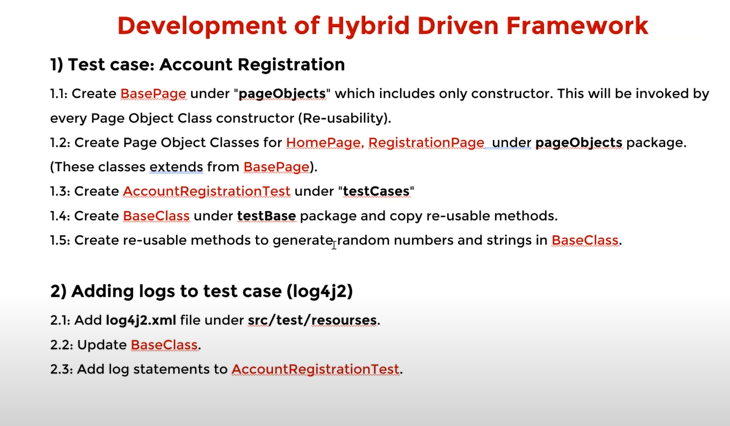 Development of Hybrid Driven Framework
1) Test case: Account Registration
1.1: Create BasePage under "pageObjects" which includes only constructor. This will be invoked by
every Page Object Class constructor (Re-usability).
1.2: Create Page Object Classes for HomePage, RegistrationPage under pageObjects package.
(These classes extends from BasePage).
1.3: Create AccountRegistrationTest under "testCases"
1.4: Create BaseClass under testBase package and copy re-usable methods.
1.5: Create re-usable methods to generate random numbers and strings in BaseClass.
2) Adding logs to test case (log4j2)
2.1: Add log4j2.xml file under src/test/resourses.
2.2: Update BaseClass.
2.3: Add log statements to AccountRegistrationTest.